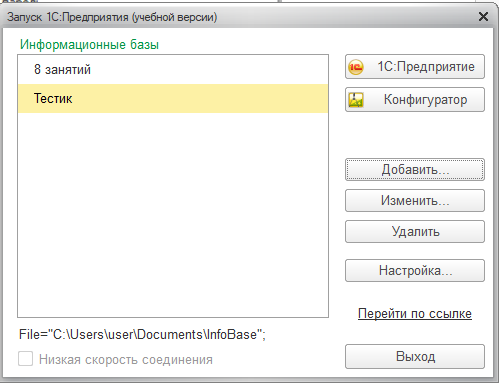 Запуск 1С:Предприятия (учебной версии)
Информационные базы
8 занятий
Тестик
1С:Предприятие
Конфигуратор
Добавить...
Изменить...
Удалить
Настройка...
Перейти по ссылке
File="C:\Users\user\Documents\InfoBase";
Низкая скорость соединения
Выход